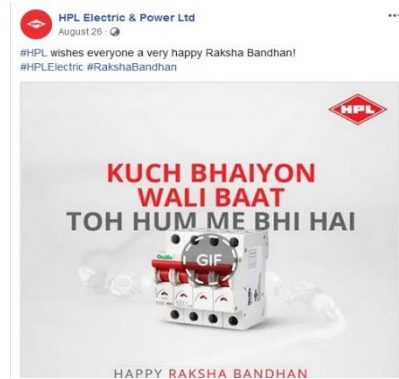 HPL Electric & Power Ltd
August 26
#HPL wishes everyone a very happy Raksha Bandhan!
#HPLElectric #RakshaBandhan
HPL
KUCH BHAIYON
WALI BAAT
TOH HUM ME BHI HAI
GIF
HAPPY RAKSHA BANDHAN